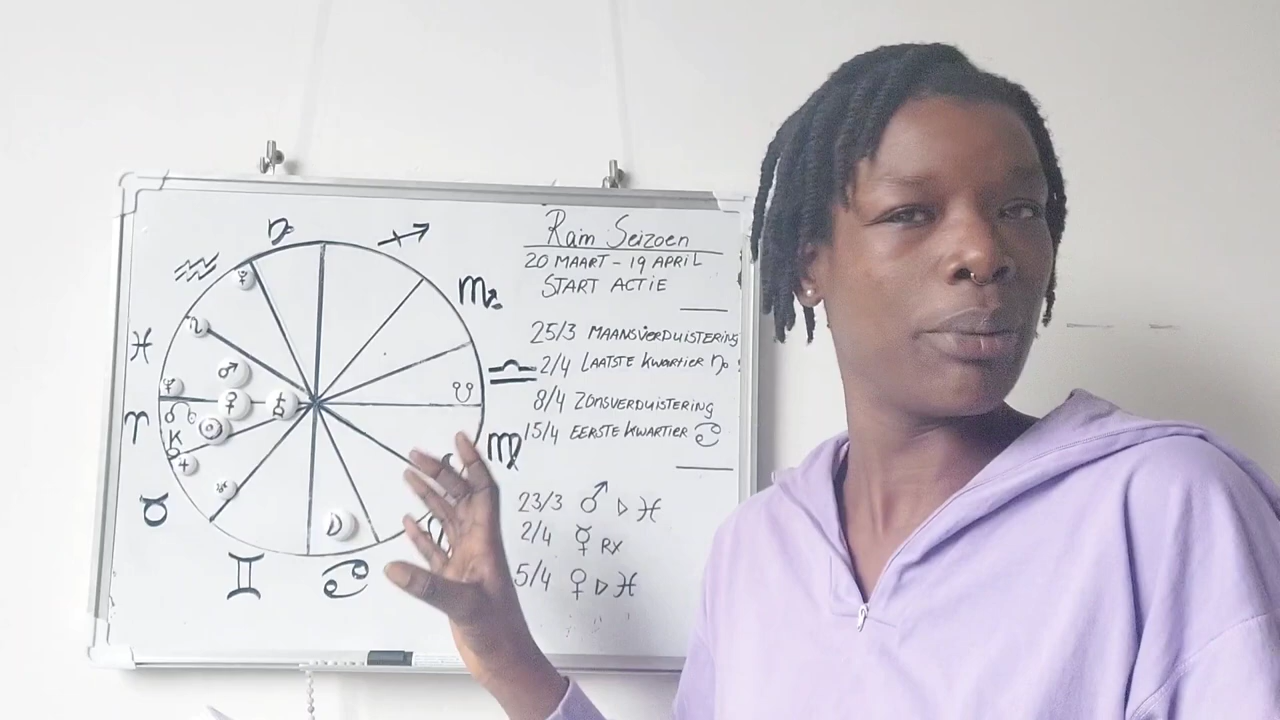 Ram Seizoen
20 MAART - 19 APRIL
START ACTIE
25/3 MAANSVERDUISTERING
2/4 LAATSTE KWARTIER ♑
8/4 ZONSVERDUISTERING
15/4 EERSTE KWARTIER ♋
23/3 ♂ ▷ ♓
2/4 ☿ RX
5/4 ♀ ▷ ♓